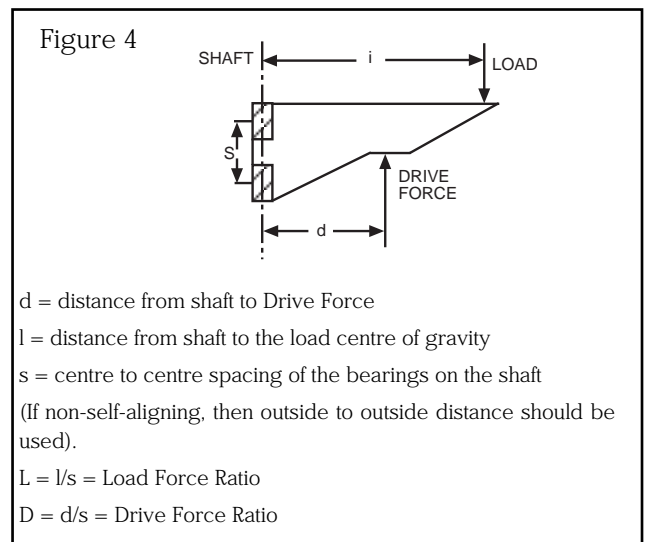 Figure 4
SHAFT
i
LOAD
S
DRIVE
FORCE
d
d = distance from shaft to Drive Force
l = distance from shaft to the load centre of gravity
s = centre to centre spacing of the bearings on the shaft
(If non-self-aligning, then outside to outside distance should be
used).
L = l/s = Load Force Ratio
D = d/s = Drive Force Ratio